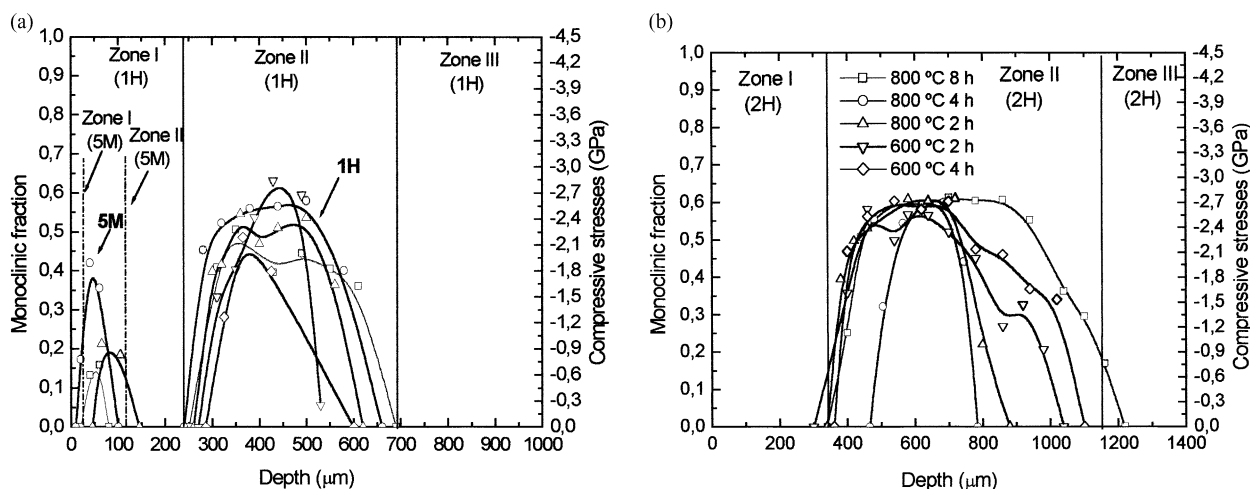 (a)
Monoclinic fraction
1,0
0,9
0,8
0,7
0,6
0,5
0,4
0,3
0,2
0,1
0,0
Zone I
(1H)
Zone II
(1H)
Zone III
(1H)
Zone I
(5M)
Zone II
(5M)
5M
1H
0 100 200 300 400 500 600 700 800 900 1000
Depth (μm)
-4,5
-4,2
-3,9
-3,6
-3,3
-3,0
-2,7
-2,4
-2,1
-1,8
-1,5
-1,2
-0,9
-0,6
-0,3
0,0
Compressive stresses (GPa)
(b)
Monoclinic fraction
1,0
0,9
0,8
0,7
0,6
0,5
0,4
0,3
0,2
0,1
0,0
Zone I
(2H)
800 ºC 8 h
800 ºC 4 h
800 ºC 2 h
600 ºC 2 h
600 ºC 4 h
Zone II
(2H)
Zone III
(2H)
0 200 400 600 800 1000 1200 1400
Depth (μm)
-4,5
-4,2
-3,9
-3,6
-3,3
-3,0
-2,7
-2,4
-2,1
-1,8
-1,5
-1,2
-0,9
-0,6
-0,3
0,0
Compressive stresses (GPa)